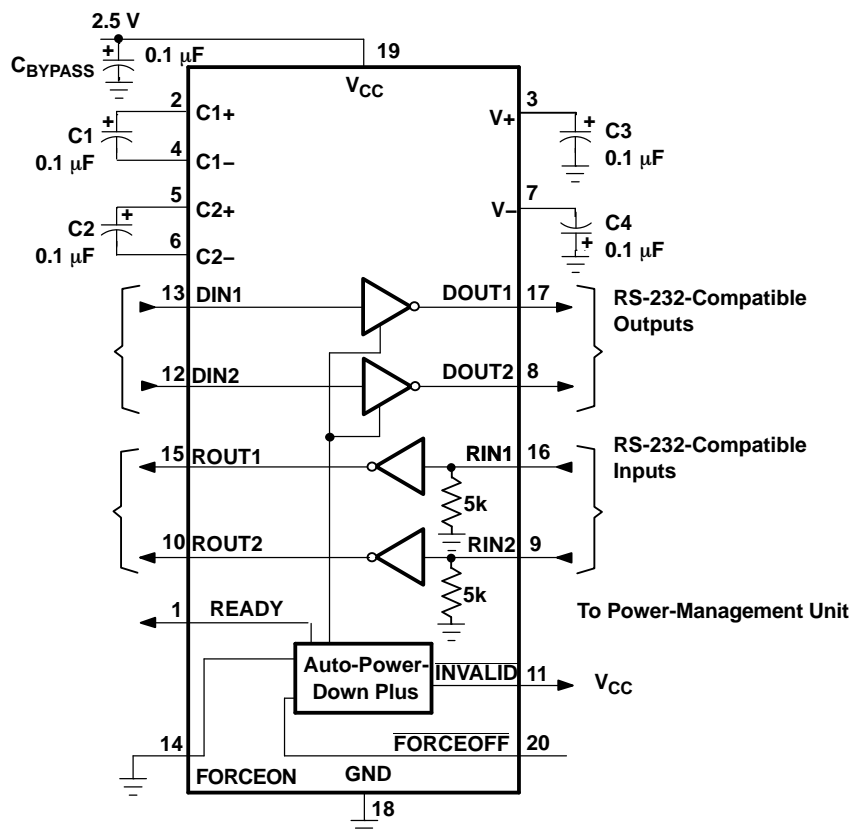 2.5 V
C_BYPASS
+
0.1 μF
19
V_CC
2
C1+
+
C1
0.1 μF
4
C1−
V+
3
+
C3
0.1 μF
5
C2+
+
C2
0.1 μF
6
C2−
V−
7
C4
+
0.1 μF
13
DIN1
DOUT1
17
RS-232-Compatible
Outputs
12
DIN2
DOUT2
8
15
ROUT1
RIN1
16
RS-232-Compatible
Inputs
5k
10
ROUT2
RIN2
9
5k
1
READY
To Power-Management Unit
Auto-Power-
Down Plus
INVALID
11
V_CC
14
FORCEOFF
20
FORCEON
GND
18